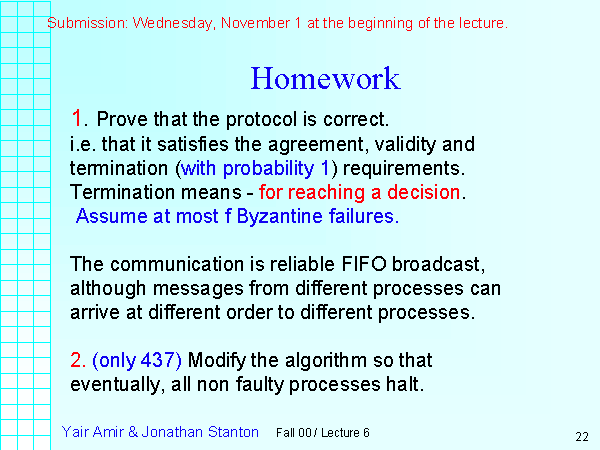 Submission: Wednesday, November 1 at the beginning of the lecture.
Homework
1. Prove that the protocol is correct.
i.e. that it satisfies the agreement, validity and
termination (with probability 1) requirements.
Termination means - for reaching a decision.
Assume at most f Byzantine failures.
The communication is reliable FIFO broadcast,
although messages from different processes can
arrive at different order to different processes.
2. (only 437) Modify the algorithm so that
eventually, all non faulty processes halt.
Yair Amir & Jonathan Stanton Fall 00 / Lecture 6 22